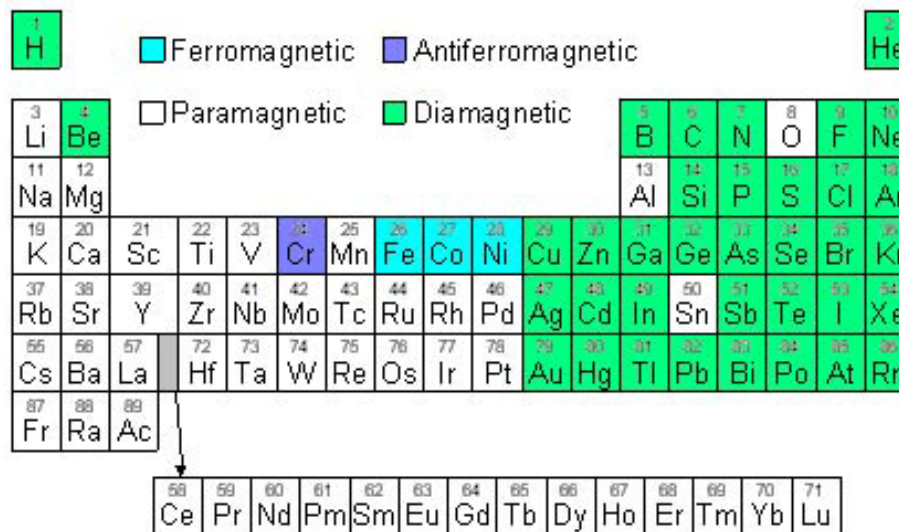 1 2
H Ferromagnetic Antiferromagnetic He
3 4 Paramagnetic Diamagnetic 5 6 7 8 9 10
Li Be B C N O F Ne
11 12 13 14 15 16 17 18
Na Mg Al Si P S Cl Ar
19 20 21 22 23 24 25 26 27 28 29 30 31 32 33 34 35 36
K Ca Sc Ti V Cr Mn Fe Co Ni Cu Zn Ga Ge As Se Br Kr
37 38 39 40 41 42 43 44 45 46 47 48 49 50 51 52 53 54
Rb Sr Y Zr Nb Mo Tc Ru Rh Pd Ag Cd In Sn Sb Te I Xe
55 56 57 72 73 74 75 76 77 78 79 80 81 82 83 84 85 86
Cs Ba La Hf Ta W Re Os Ir Pt Au Hg Tl Pb Bi Po At Rn
87 88 89
Fr Ra Ac
58 59 60 61 62 63 64 65 66 67 68 69 70 71
Ce Pr Nd Pm Sm Eu Gd Tb Dy Ho Er Tm Yb Lu